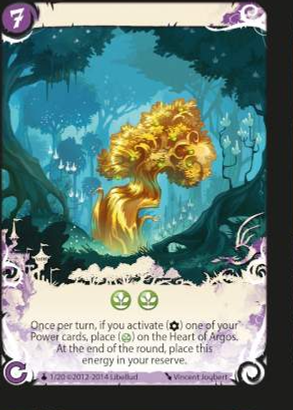 7
Once per turn, if you activate () one of your
Power cards, place () on the Heart of Argos.
At the end of the round, place this
energy in your reserve.
1/20 ©2012-2014 Libellud Vincent Joubert